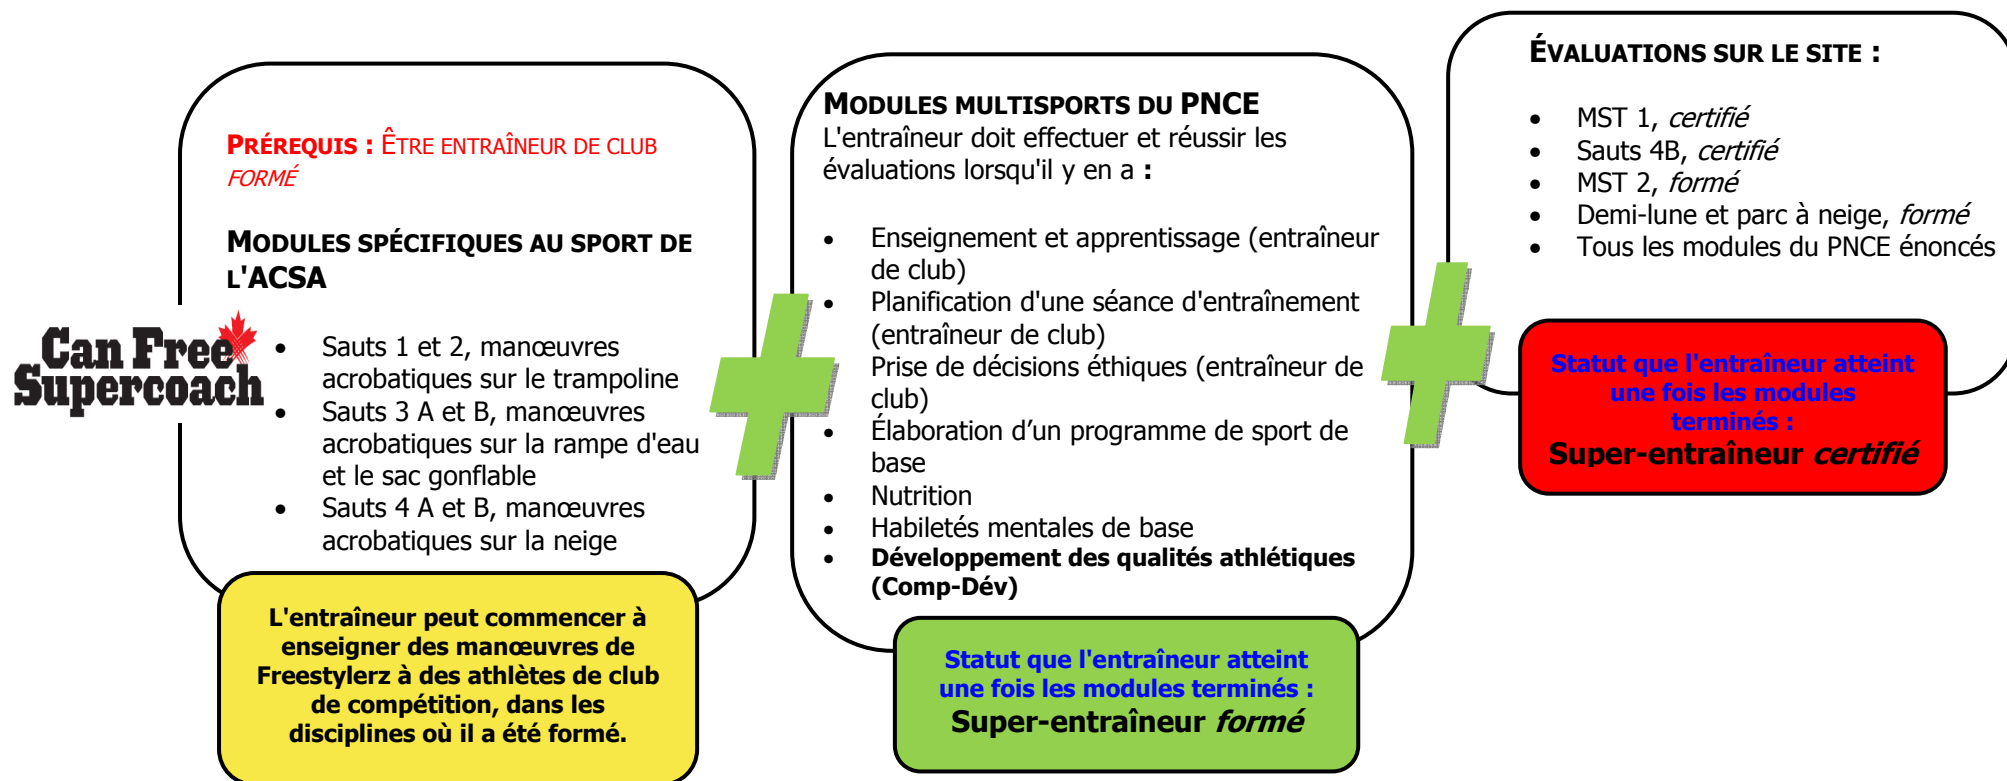 Can Free
Supercoach
PRÉREQUIS : ÊTRE ENTRAÎNEUR DE CLUB
FORMÉ
MODULES SPÉCIFIQUES AU SPORT DE
L'ACSA
• Sauts 1 et 2, manœuvres
acrobatiques sur le trampoline
• Sauts 3 A et B, manœuvres
acrobatiques sur la rampe d'eau
et le sac gonflable
• Sauts 4 A et B, manœuvres
acrobatiques sur la neige
L'entraîneur peut commencer à
enseigner des manœuvres de
Freestylerz à des athlètes de club
de compétition, dans les
disciplines où il a été formé.
MODULES MULTISPORTS DU PNCE
L'entraîneur doit effectuer et réussir les
évaluations lorsqu'il y en a :
• Enseignement et apprentissage (entraîneur
de club)
• Planification d'une séance d'entraînement
(entraîneur de club)
• Prise de décisions éthiques (entraîneur de
club)
• Élaboration d’un programme de sport de
base
• Nutrition
• Habiletés mentales de base
• Développement des qualités athlétiques
(Comp-Dév)
Statut que l'entraîneur atteint
une fois les modules terminés :
Super-entraîneur formé
ÉVALUATIONS SUR LE SITE :
• MST 1, certifié
• Sauts 4B, certifié
• MST 2, formé
• Demi-lune et parc à neige, formé
• Tous les modules du PNCE énoncés
Statut que l'entraîneur atteint
une fois les modules
terminés :
Super-entraîneur certifié